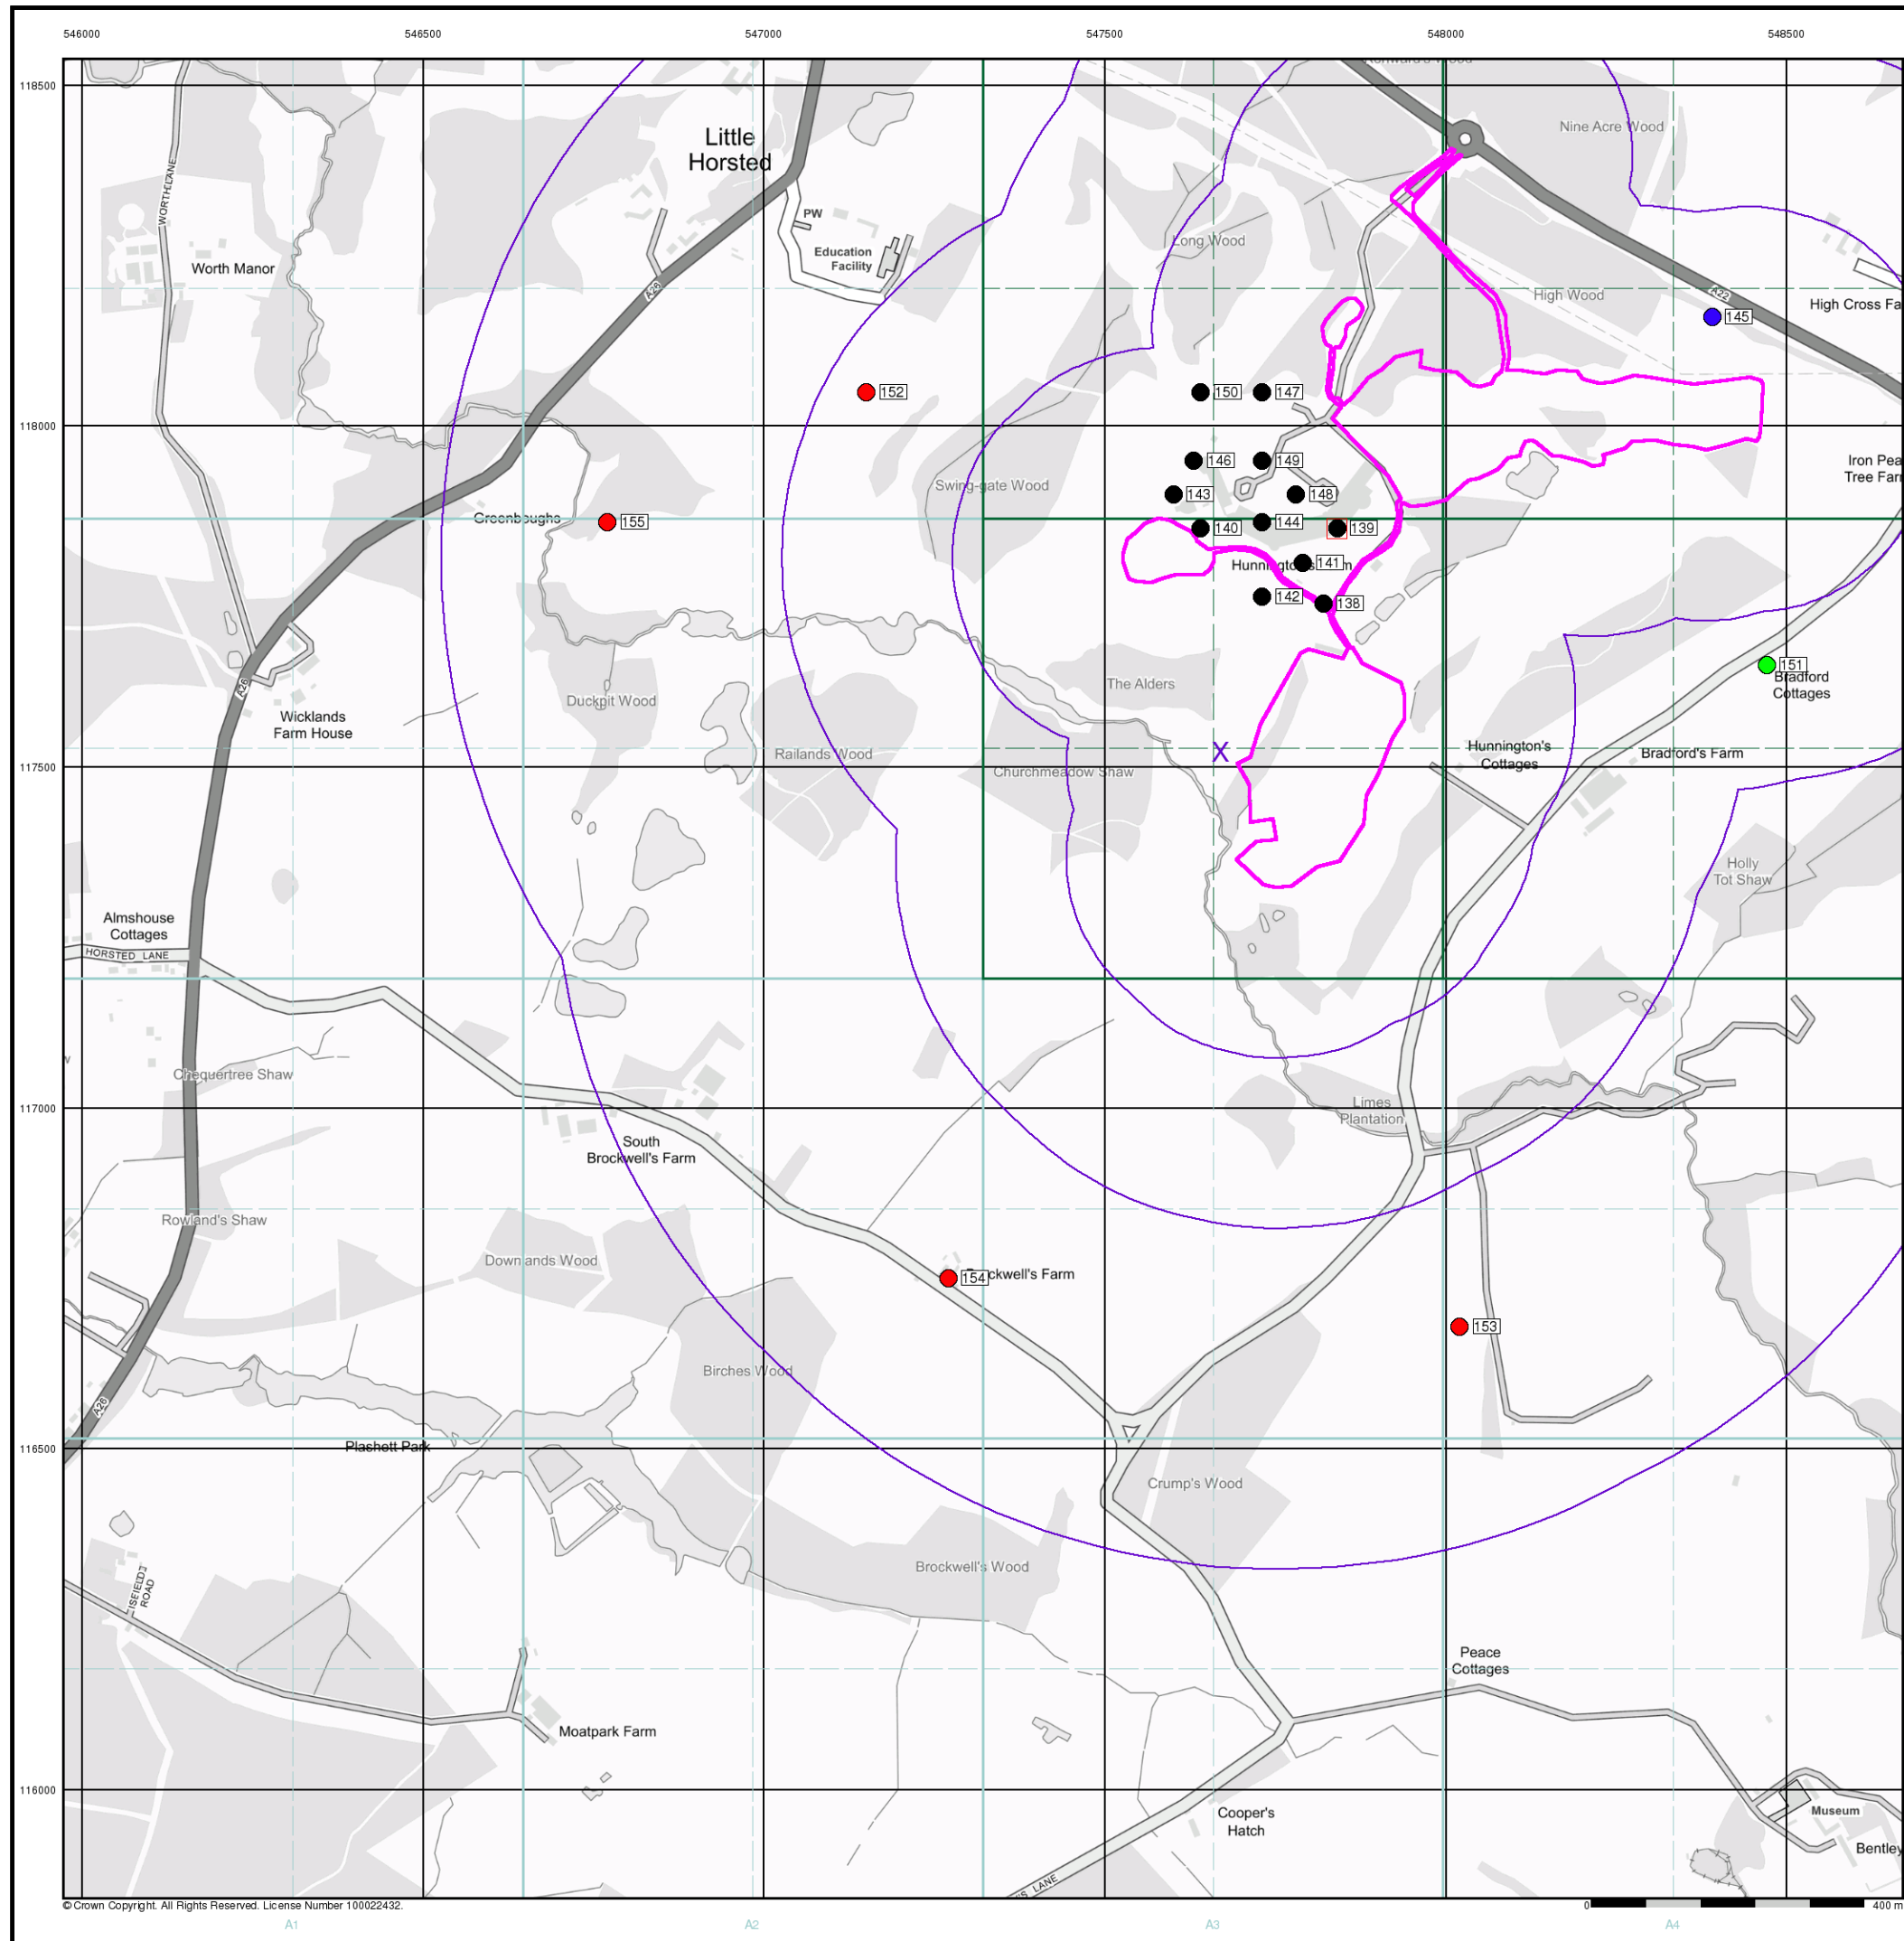 546000 546500 547000 547500 548000 548500
118500
Nine Acre Wood
Little
Horsted
WORTH LANE
PW
Education
Facility
Long Wood
Worth Manor
A26
High Wood
A22
High Cross Fa
145
152
150
147
118000
146
149
Iron Pea
Tree Farm
Swing-gate Wood
143
148
Greenboughs
155
144
140
139
141
142
138
151
Bradford
Cottages
The Alders
A26
Duckpit Wood
Wicklands
Farm House
Railands Wood
X
Hunnington's
Cottages
Bradford's Farm
117500
Churchmeadow Shaw
Holly
Tot Shaw
Almshouse
Cottages
HORSTED LANE
Chequertree Shaw
117000
Limes
Plantation
South
Brockwell's Farm
Rowland's Shaw
Downlands Wood
154
ckwell's Farm
153
Birches Wood
A26
Plashett Park
116500
Crump's Wood
Brockwell's Wood
ISFIELD
ROAD
Peace
Cottages
Moatpark Farm
116000
Cooper's
Hatch
Museum
Bentley
'S LANE
© Crown Copyright. All Rights Reserved. License Number 100022432.
0 400 m
A1 A2 A3 A4